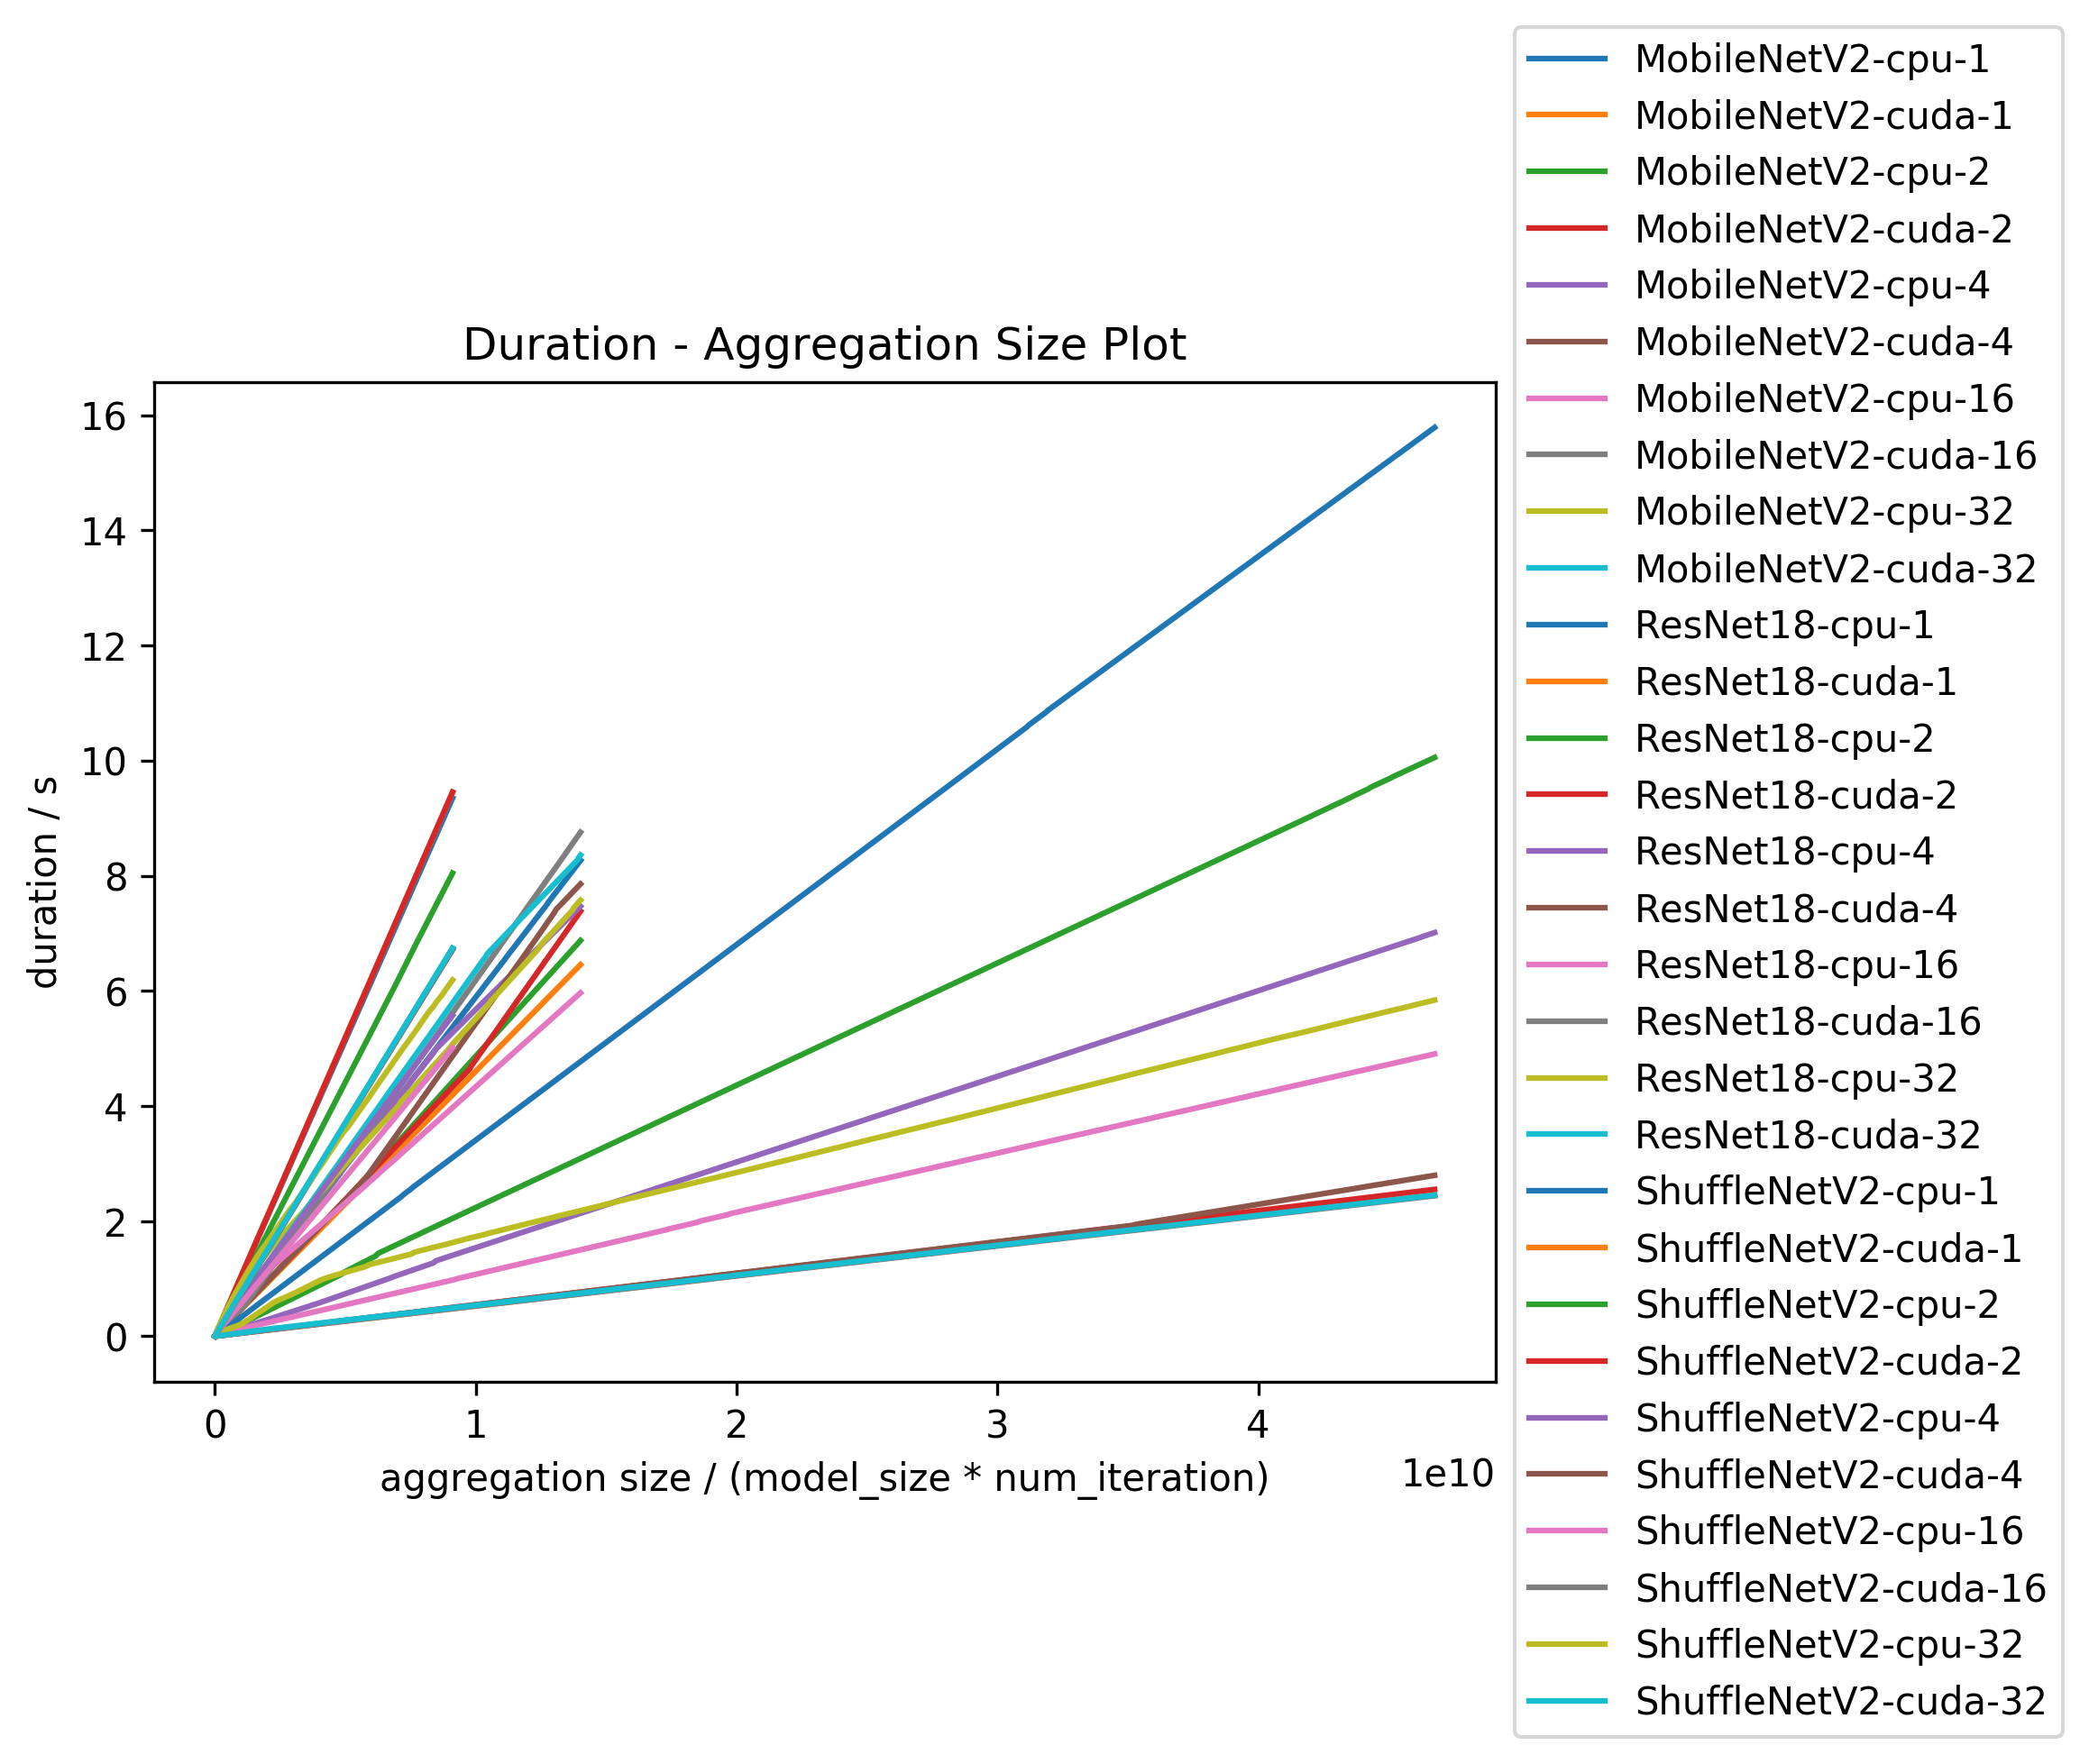 Duration - Aggregation Size Plot
duration / s
16
14
12
10
8
6
4
2
0
0 1 2 3 4
1e10
aggregation size / (model_size * num_iteration)
MobileNetV2-cpu-1
MobileNetV2-cuda-1
MobileNetV2-cpu-2
MobileNetV2-cuda-2
MobileNetV2-cpu-4
MobileNetV2-cuda-4
MobileNetV2-cpu-16
MobileNetV2-cuda-16
MobileNetV2-cpu-32
MobileNetV2-cuda-32
ResNet18-cpu-1
ResNet18-cuda-1
ResNet18-cpu-2
ResNet18-cuda-2
ResNet18-cpu-4
ResNet18-cuda-4
ResNet18-cpu-16
ResNet18-cuda-16
ResNet18-cpu-32
ResNet18-cuda-32
ShuffleNetV2-cpu-1
ShuffleNetV2-cuda-1
ShuffleNetV2-cpu-2
ShuffleNetV2-cuda-2
ShuffleNetV2-cpu-4
ShuffleNetV2-cuda-4
ShuffleNetV2-cpu-16
ShuffleNetV2-cuda-16
ShuffleNetV2-cpu-32
ShuffleNetV2-cuda-32